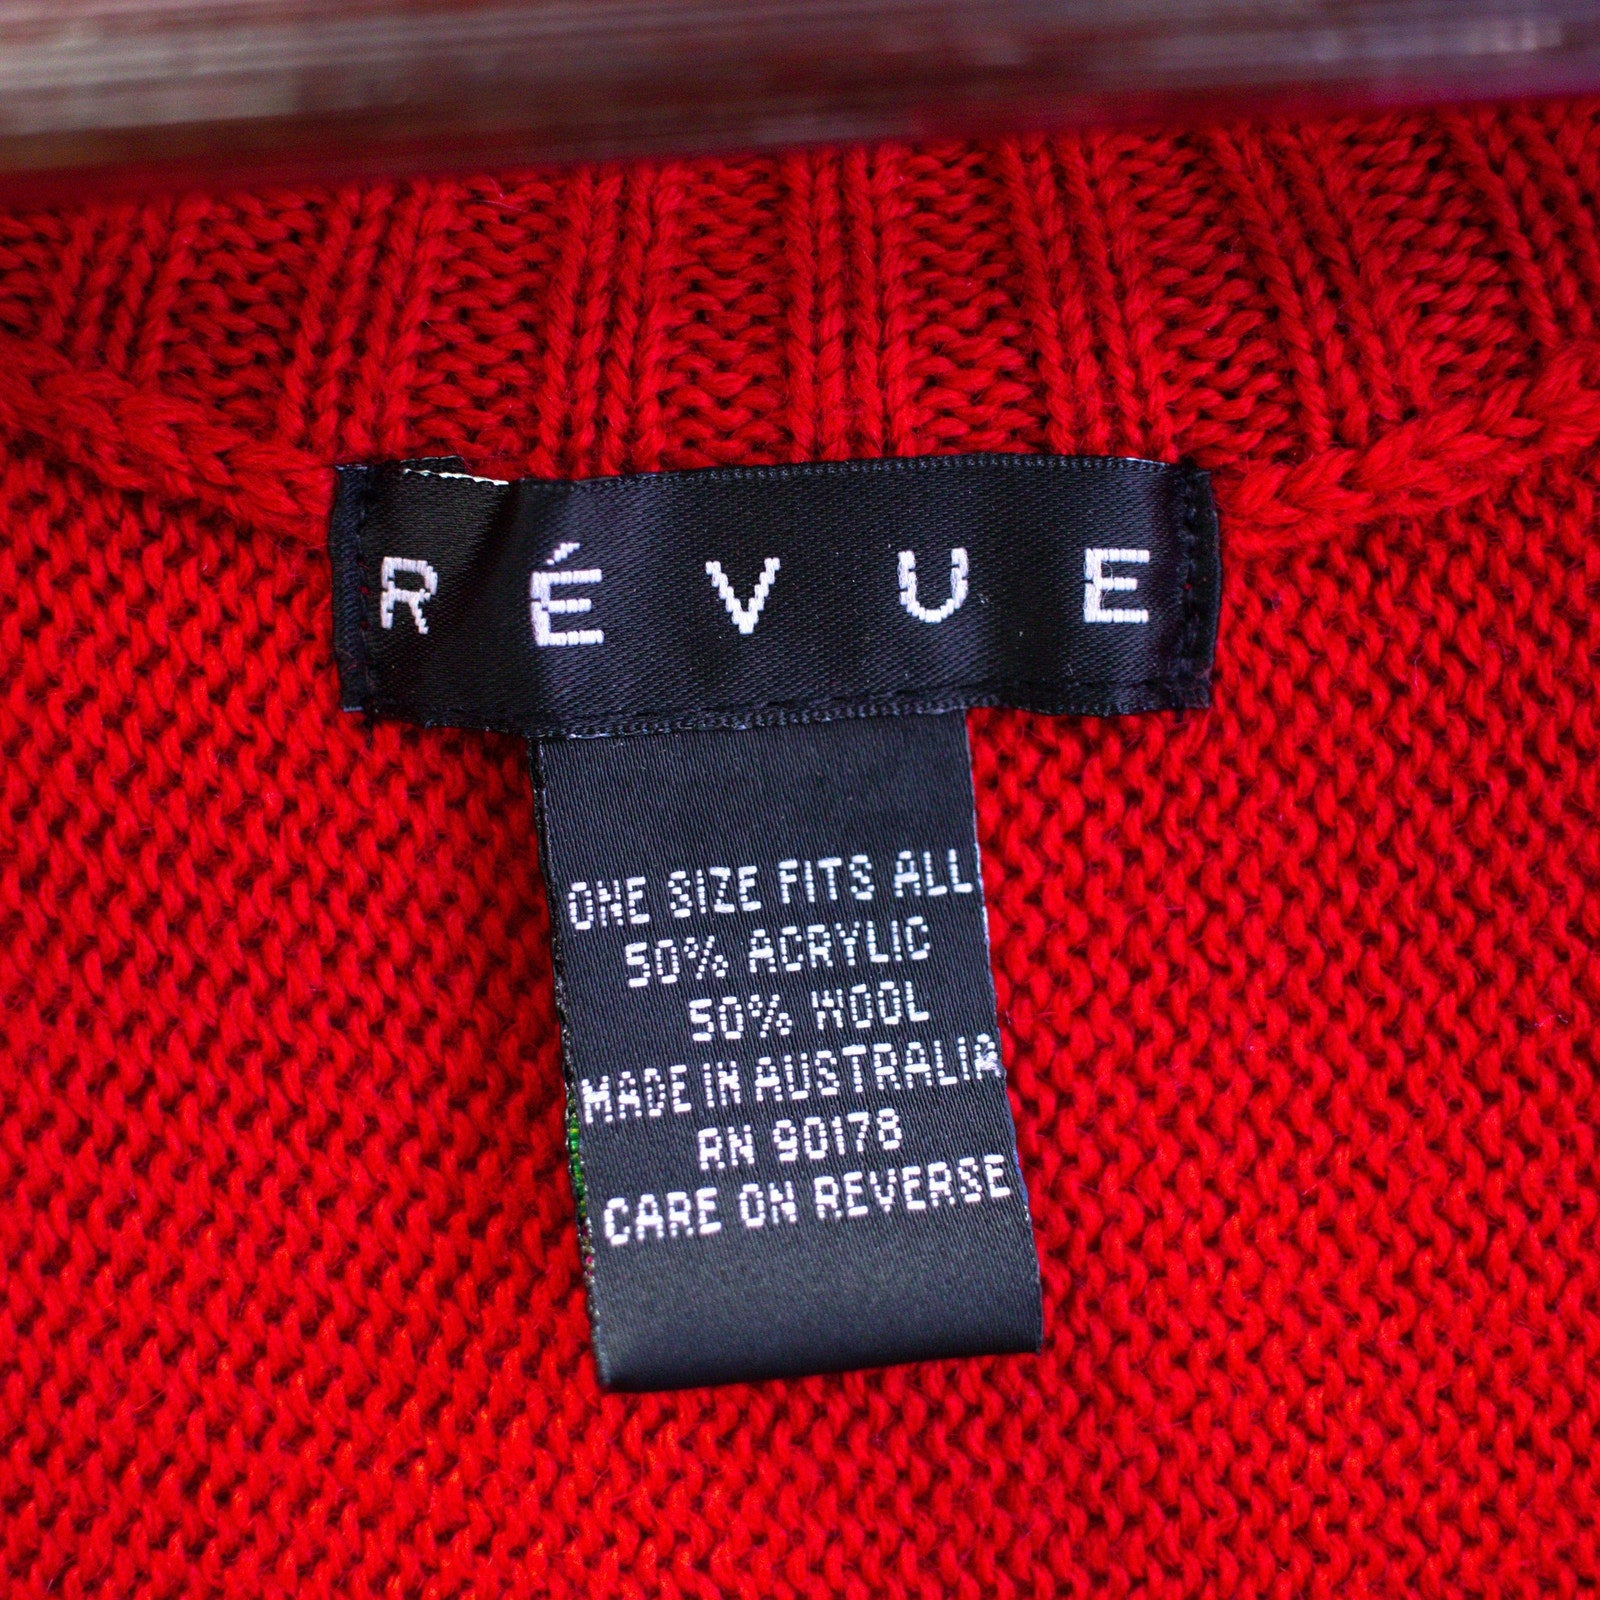 RÉVUE
ONE SIZE FITS ALL
50% ACRYLIC
50% WOOL
MADE IN AUSTRALIA
RN 90178
CARE ON REVERSE